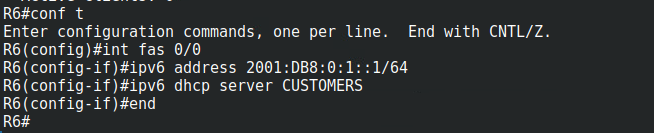 R6#conf t
Enter configuration commands, one per line.  End with CNTL/Z.
R6(config)#int fas 0/0
R6(config-if)#ipv6 address 2001:DB8:0:1::1/64
R6(config-if)#ipv6 dhcp server CUSTOMERS
R6(config-if)#end
R6#